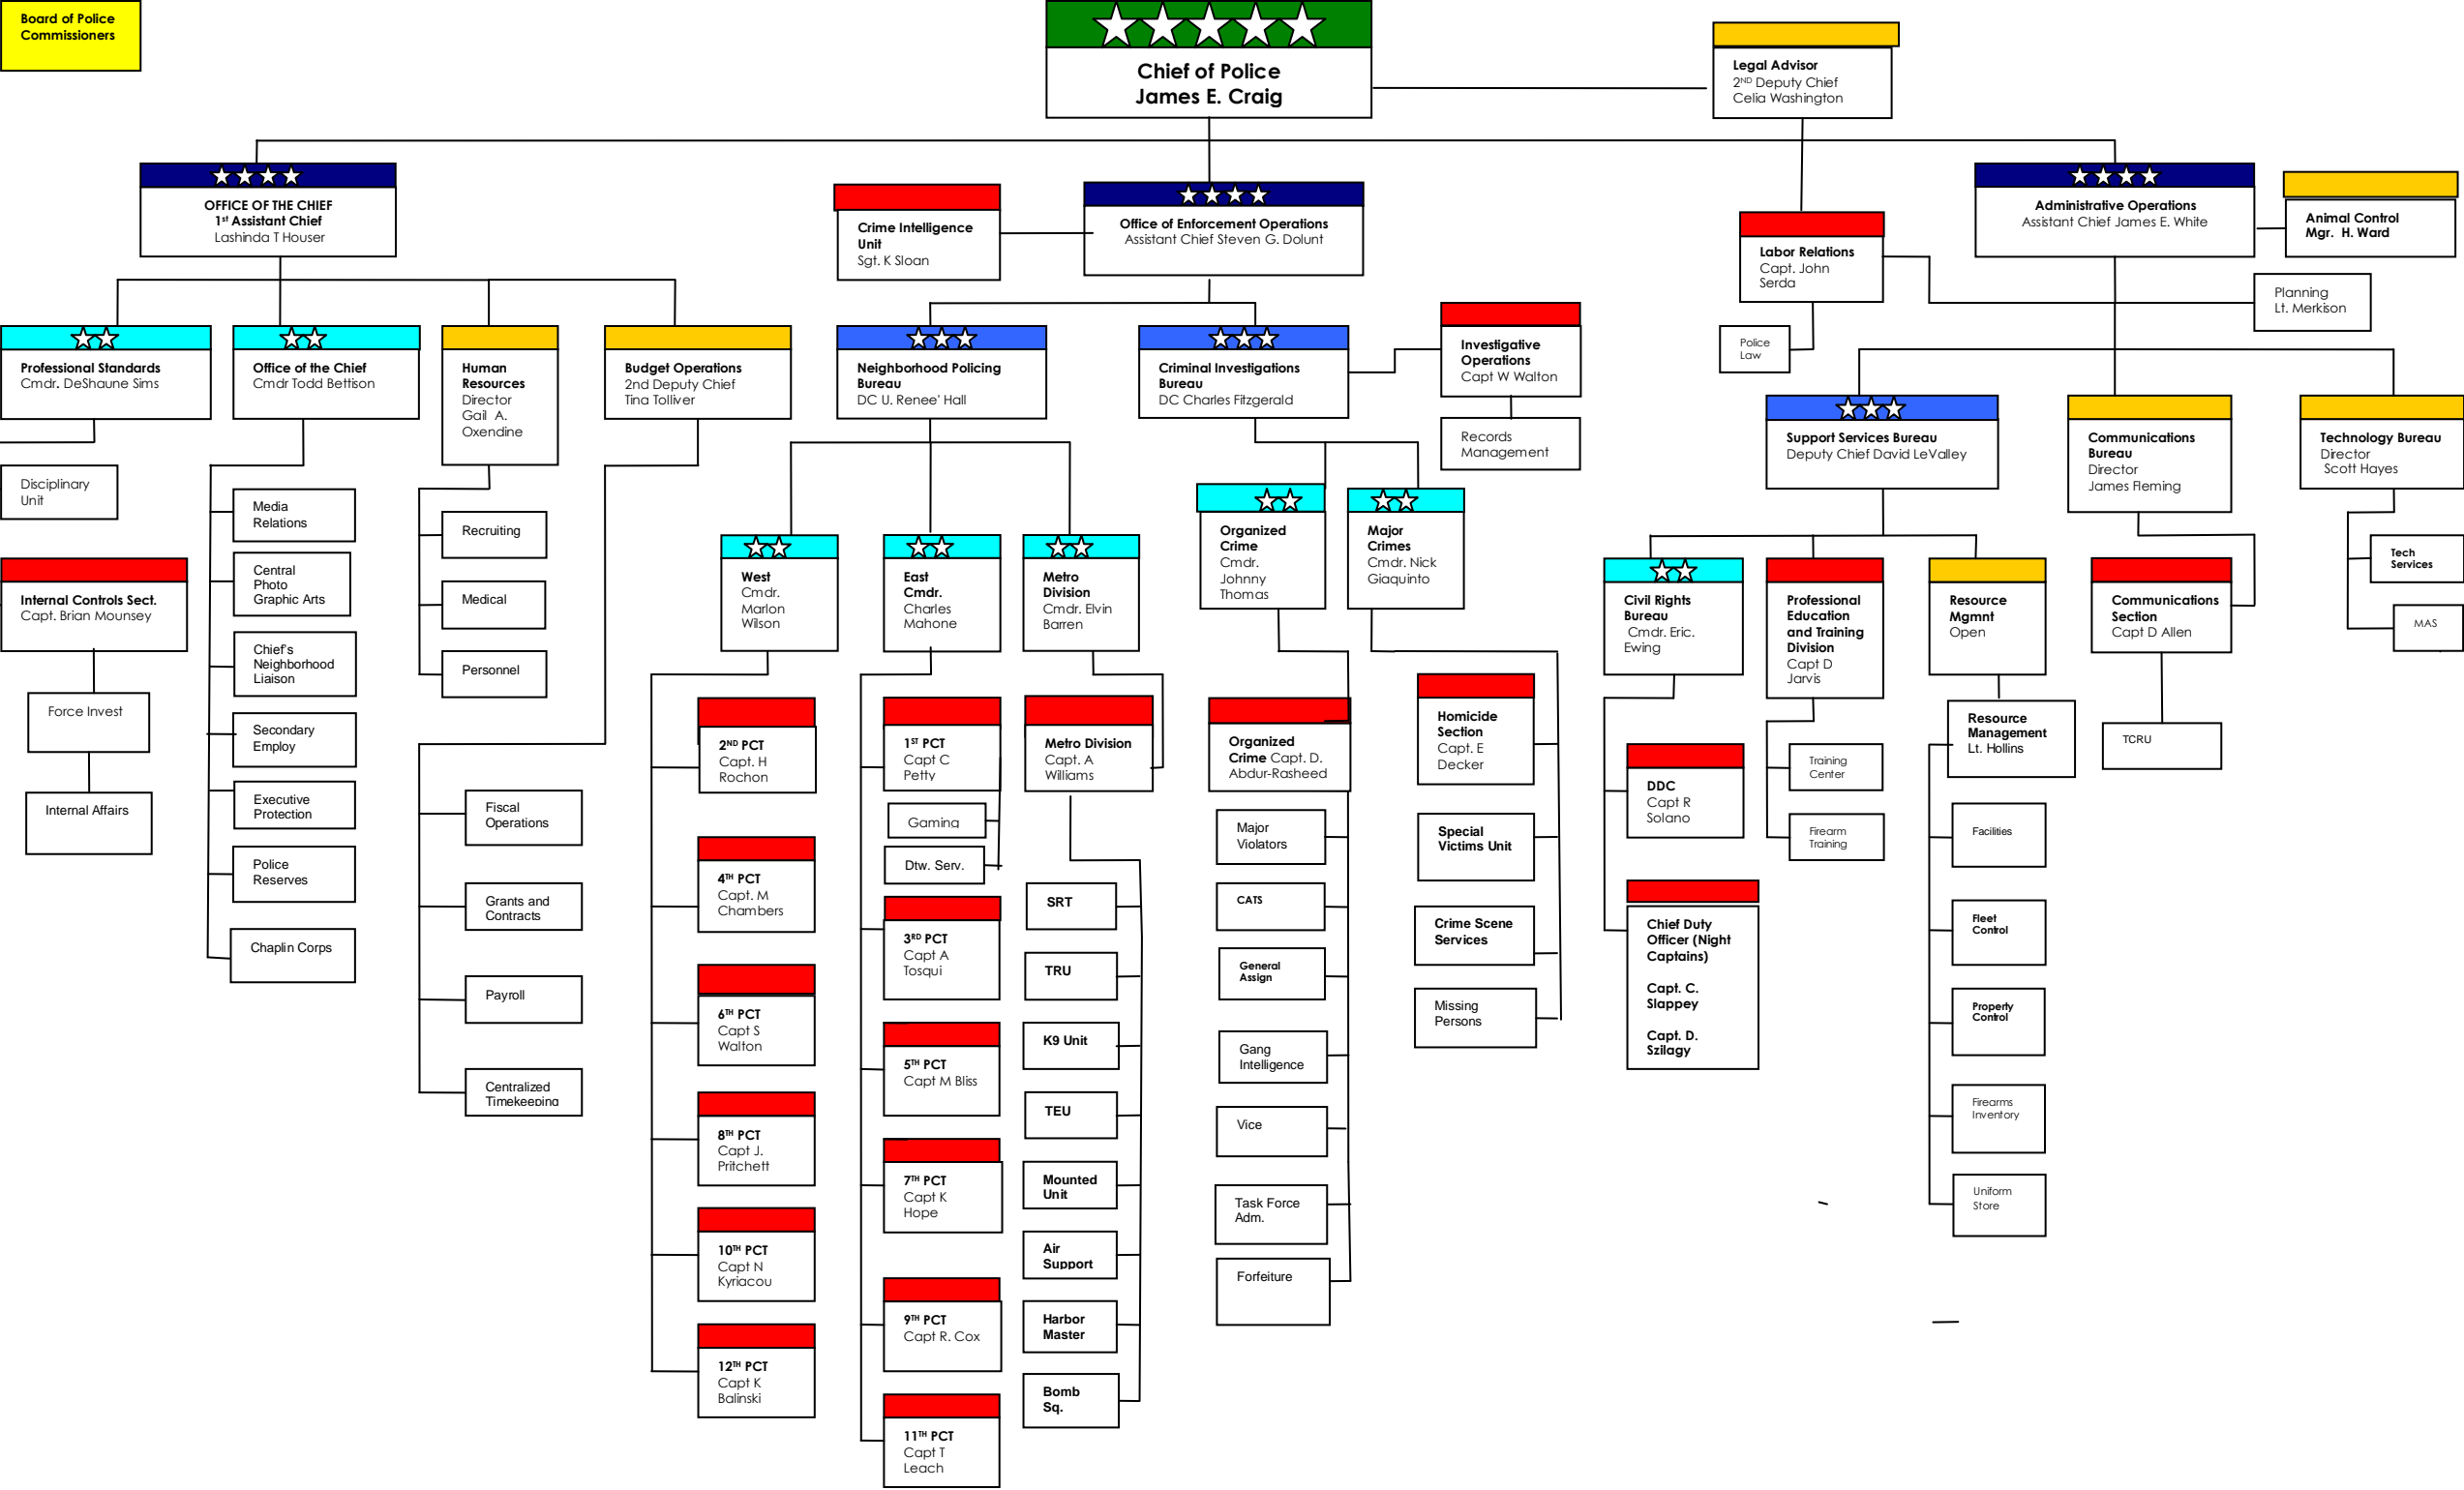 Board of Police
Commissioners
Chief of Police
James E. Craig
Legal Advisor
2ND Deputy Chief
Celia Washington
OFFICE OF THE CHIEF
1st Assistant Chief
Lashinda T Houser
Crime Intelligence
Unit
Sgt. K Sloan
Office of Enforcement Operations
Assistant Chief Steven G. Dolunt
Labor Relations
Capt. John
Serda
Administrative Operations
Assistant Chief James E. White
Animal Control
Mgr. H. Ward
Planning
Lt. Merkison
Police
Law
Professional Standards
Cmdr. DeShaune Sims
Office of the Chief
Cmdr Todd Bettison
Human
Resources
Director
Gail A.
Oxendine
Budget Operations
2nd Deputy Chief
Tina Tolliver
Neighborhood Policing
Bureau
DC U. Renee' Hall
Criminal Investigations
Bureau
DC Charles Fitzgerald
Investigative
Operations
Capt W Walton
Records
Management
Support Services Bureau
Deputy Chief David LeValley
Communications
Bureau
Director
James Fleming
Technology Bureau
Director
Scott Hayes
Disciplinary
Unit
Internal Controls Sect.
Capt. Brian Mounsey
Force Invest
Internal Affairs
Media
Relations
Central
Photo
Graphic Arts
Chief's
Neighborhood
Liaison
Secondary
Employ
Executive
Protection
Police
Reserves
Chaplin Corps
Recruiting
Medical
Personnel
Fiscal
Operations
Grants and
Contracts
Payroll
Centralized
Timekeeping
West
Cmdr.
Marlon
Wilson
East
Cmdr.
Charles
Mahone
Metro
Division
Cmdr. Elvin
Barren
Organized
Crime
Cmdr.
Johnny
Thomas
Major
Crimes
Cmdr. Nick
Giaquinto
Civil Rights
Bureau
Cmdr. Eric.
Ewing
Professional
Education
and Training
Division
Capt D
Jarvis
Resource
Mgmnt
Open
Communications
Section
Capt D Allen
Tech
Services
MAS
2ND PCT
Capt. H
Rochon
4TH PCT
Capt. M
Chambers
6TH PCT
Capt S
Walton
8TH PCT
Capt J.
Pritchett
10TH PCT
Capt N
Kyriacou
12TH PCT
Capt K
Balinski
1ST PCT
Capt C
Petty
Gaming
Dtw. Serv.
3RD PCT
Capt A
Tosqui
5TH PCT
Capt M Bliss
7TH PCT
Capt K
Hope
9TH PCT
Capt R. Cox
11TH PCT
Capt T
Leach
Metro Division
Capt. A
Williams
SRT
TRU
K9 Unit
TEU
Mounted
Unit
Air
Support
Harbor
Master
Bomb
Sq.
Organized
Crime Capt. D.
Abdur-Rasheed
Major
Violators
CATS
General
Assign
Gang
Intelligence
Vice
Task Force
Adm.
Forfeiture
Homicide
Section
Capt. E
Decker
Special
Victims Unit
Crime Scene
Services
Missing
Persons
DDC
Capt R
Solano
Chief Duty
Officer (Night
Captains)
Capt. C.
Slappey
Capt. D.
Szilagy
Training
Center
Firearm
Training
Resource
Management
Lt. Hollins
Facilities
Fleet
Control
Property
Control
Firearms
Inventory
Uniform
Store
TCRU